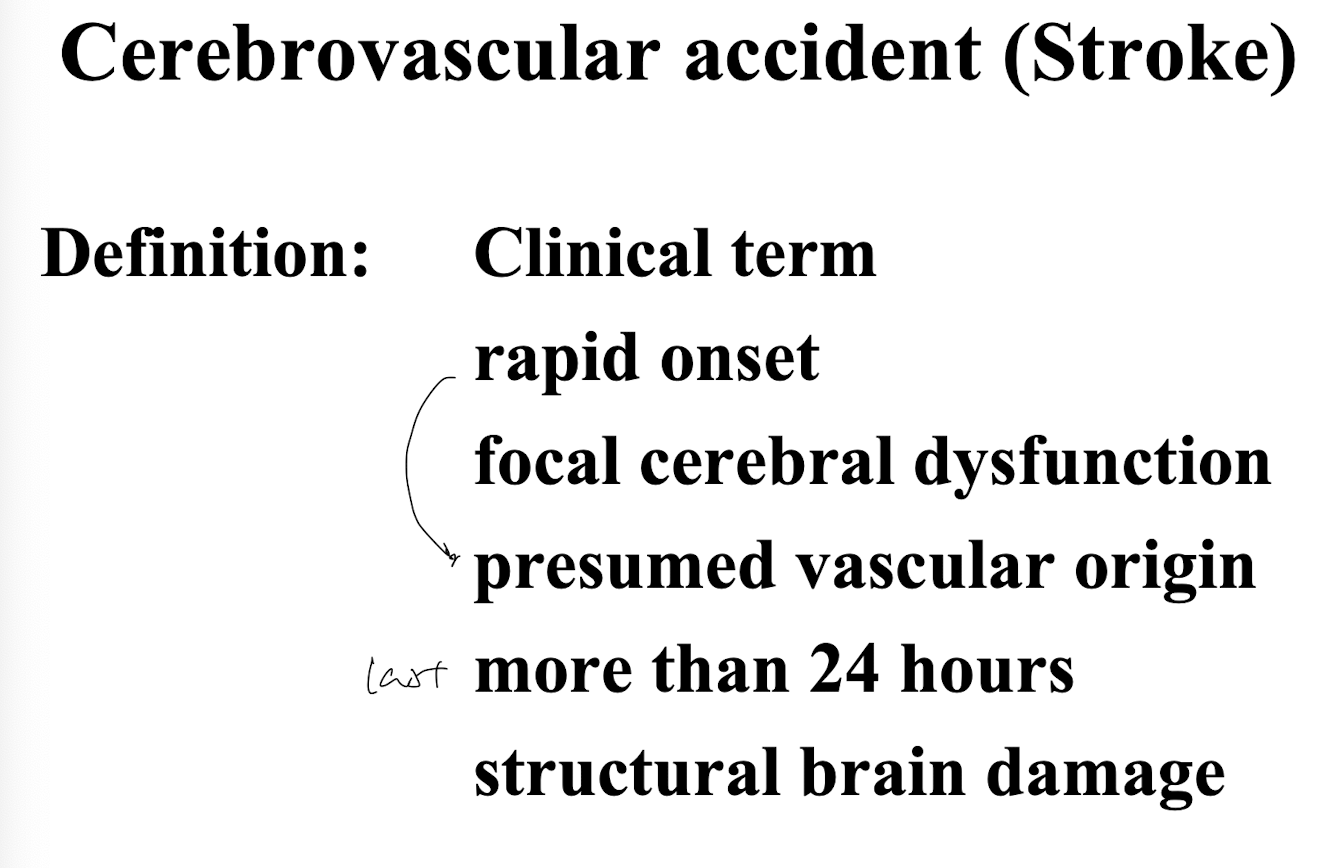 Cerebrovascular accident (Stroke)
Definition: Clinical term
rapid onset
focal cerebral dysfunction
presumed vascular origin
last more than 24 hours
structural brain damage